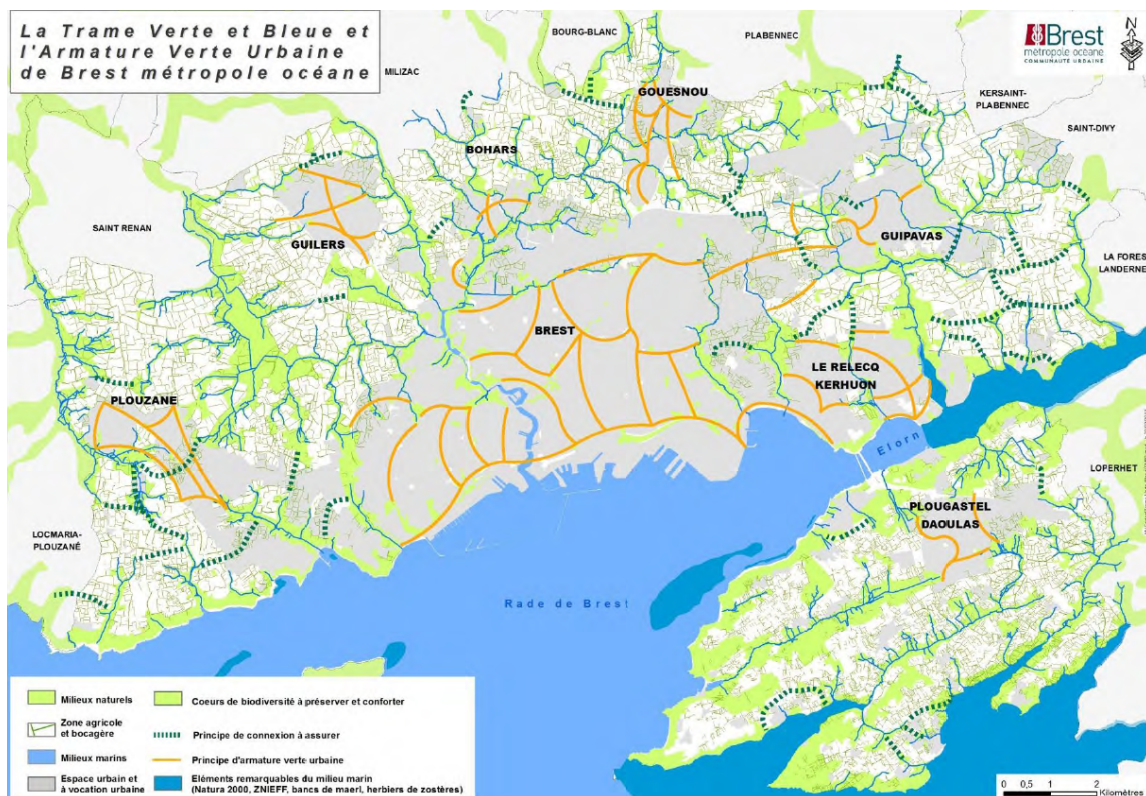 La Trame Verte et Bleue et
l'Armature Verte Urbaine
de Brest métropole océane
Brest
métropole océane
COMMUNAUTÉ URBAINE
N
BOURG-BLANC
PLABENNEC
MILIZAC
GOUESNOU
KERSAINT-
PLABENNEC
SAINT-DIVY
BOHARS
SAINT RENAN
GUILERS
GUIPAVAS
LA FORES
LANDERNE
BREST
LE RELECQ
KERHUON
PLOUZANE
Elorn
LOPERHET
PLOUGASTEL
DAOULAS
LOCMARIA-
PLOUZANÉ
Rade de Brest
Milieux naturels
Coeurs de biodiversité à préserver et conforter
Zone agricole
et bocagère
Principe de connexion à assurer
Milieux marins
Principe d'armature verte urbaine
Espace urbain et
à vocation urbaine
Eléments remarquables du milieu marin
(Natura 2000, ZNIEFF, bancs de maerl, herbiers de zostères)
0 0,5 1 2
Kilomètres